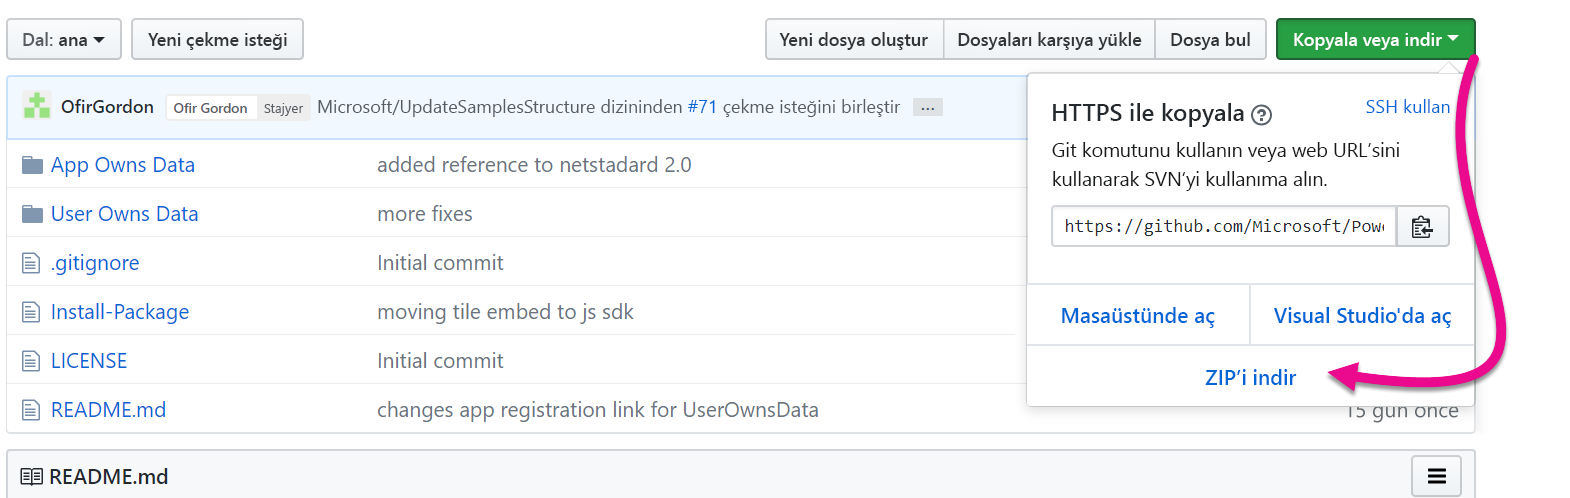 Dal: ana
Yeni çekme isteği
Yeni dosya oluştur
Dosyaları karşıya yükle
Dosya bul
Kopyala veya indir
OfirGordon
Ofir Gordon
Stajyer
Microsoft/UpdateSamplesStructure dizininden #71 çekme isteğini birleştir
...
App Owns Data
added reference to netstadard 2.0
User Owns Data
more fixes
.gitignore
Initial commit
Install-Package
moving tile embed to js sdk
LICENSE
Initial commit
README.md
changes app registration link for UserOwnsData
15 gün önce
HTTPS ile kopyala
?
SSH kullan
Git komutunu kullanın veya web URL’sini
kullanarak SVN’yi kullanıma alın.
https://github.com/Microsoft/Powe
Masaüstünde aç
Visual Studio'da aç
ZIP’i indir
README.md